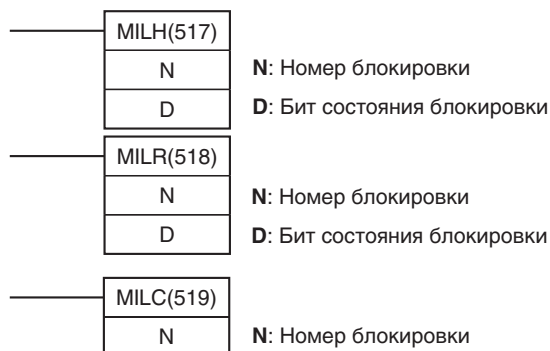 MILH(517)
N
N: Номер блокировки
D
D: Бит состояния блокировки
MILR(518)
N
N: Номер блокировки
D
D: Бит состояния блокировки
MILC(519)
N
N: Номер блокировки